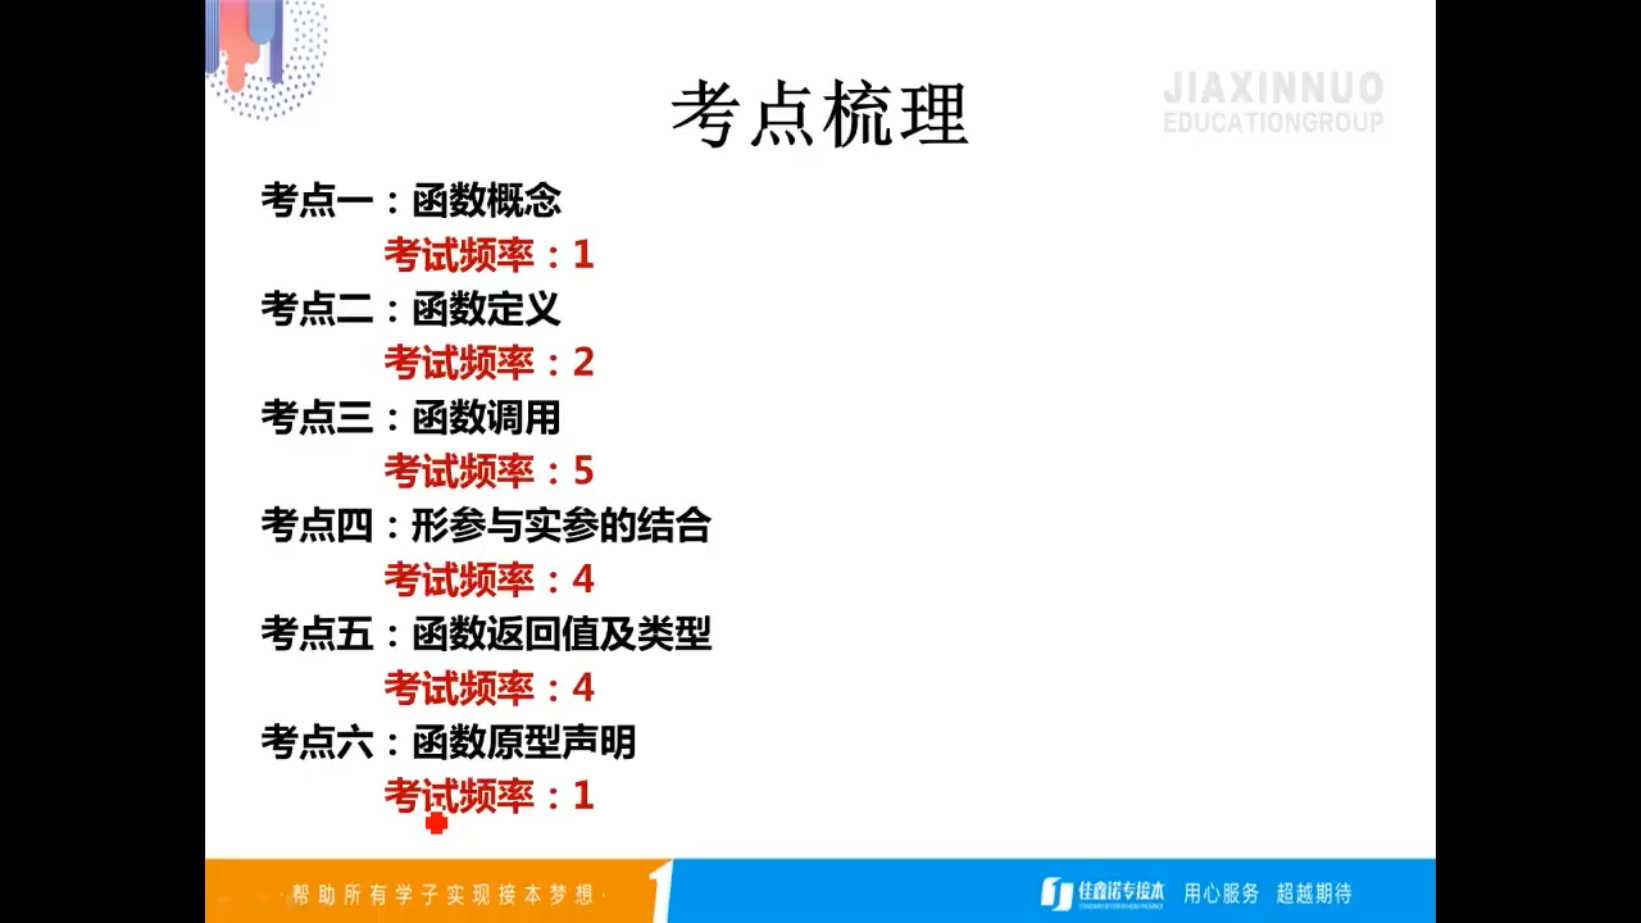 JIAXINNUO
EDUCATIONGROUP
考点梳理
考点一：函数概念
考试频率：1
考点二：函数定义
考试频率：2
考点三：函数调用
考试频率：5
考点四：形参与实参的结合
考试频率：4
考点五：函数返回值及类型
考试频率：4
考点六：函数原型声明
考试频率：1
·帮助所有学子实现接本梦想·
佳鑫诺专接本
用心服务 超越期待